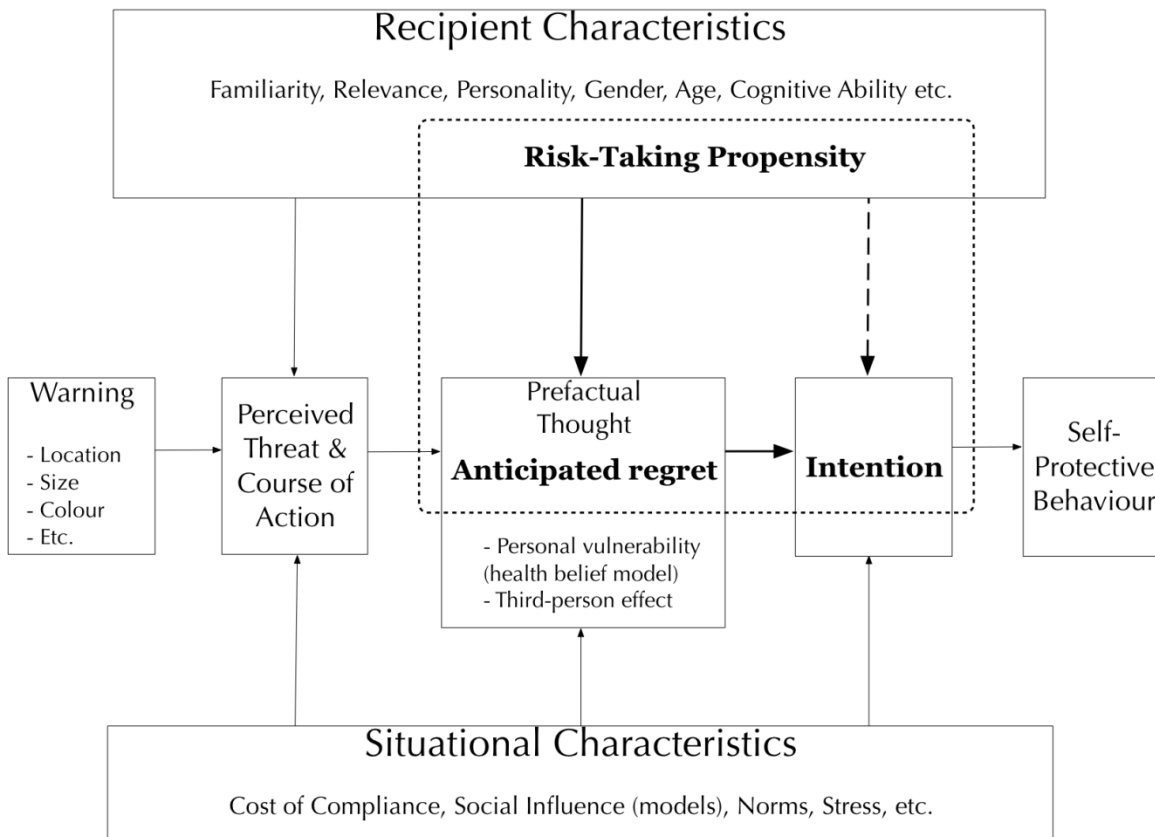 Recipient Characteristics
Familiarity, Relevance, Personality, Gender, Age, Cognitive Ability etc.
Risk-Taking Propensity
Warning
- Location
- Size
- Colour
- Etc.
Perceived
Threat &
Course of
Action
Prefactual
Thought
Anticipated regret
- Personal vulnerability
(health belief model)
- Third-person effect
Intention
Self-
Protective
Behaviour
Situational Characteristics
Cost of Compliance, Social Influence (models), Norms, Stress, etc.